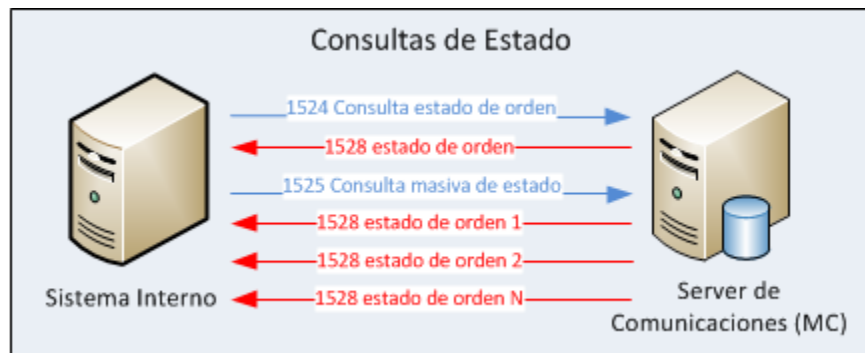 Consultas de Estado
1524 Consulta estado de orden
1528 estado de orden
1525 Consulta masiva de estado
1528 estado de orden 1
1528 estado de orden 2
1528 estado de orden N
Sistema Interno
Server de
Comunicaciones (MC)